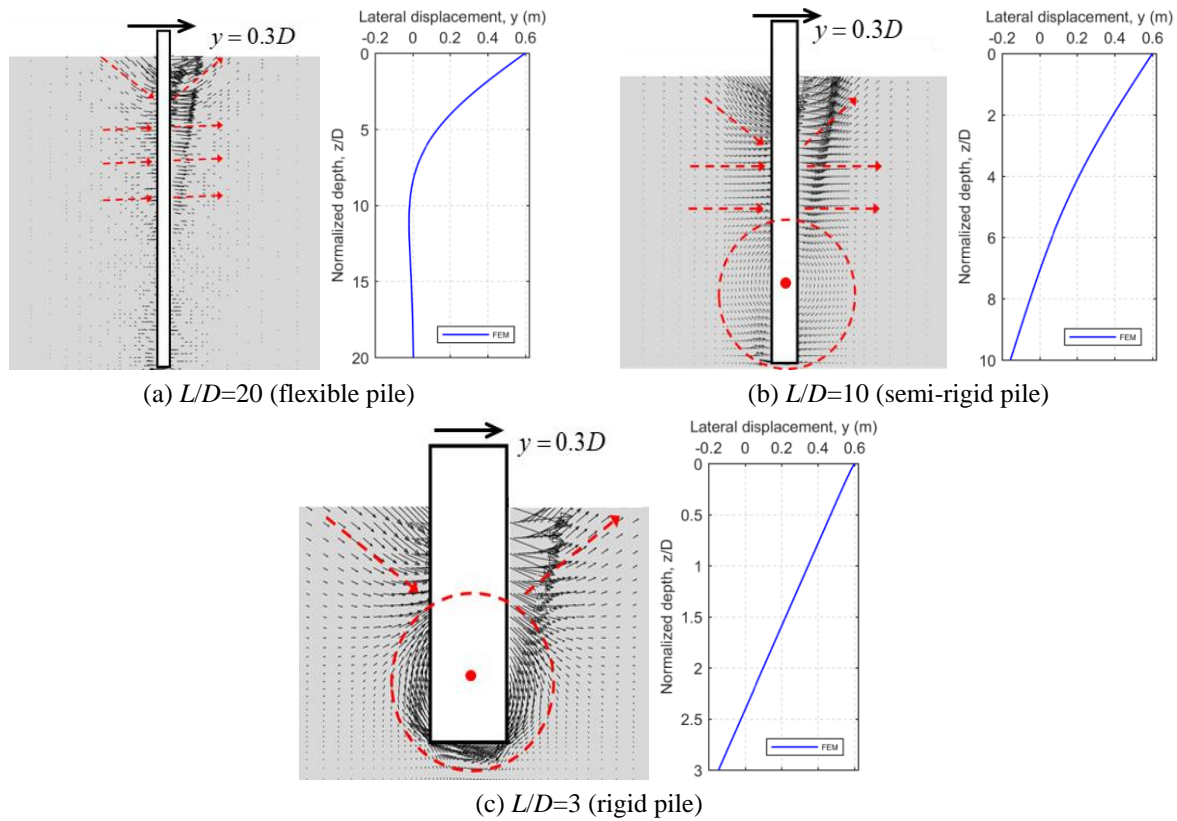 Lateral displacement, y (m)
-0.2 0 0.2 0.4 0.6
y = 0.3D
0
5
10
15
20
Normalized depth, z/D
FEM
(a) L/D=20 (flexible pile)
Lateral displacement, y (m)
-0.2 0 0.2 0.4 0.6
y = 0.3D
0
2
4
6
8
10
Normalized depth, z/D
FEM
(b) L/D=10 (semi-rigid pile)
Lateral displacement, y (m)
-0.2 0 0.2 0.4 0.6
y = 0.3D
0
0.5
1
1.5
2
2.5
3
Normalized depth, z/D
FEM
(c) L/D=3 (rigid pile)